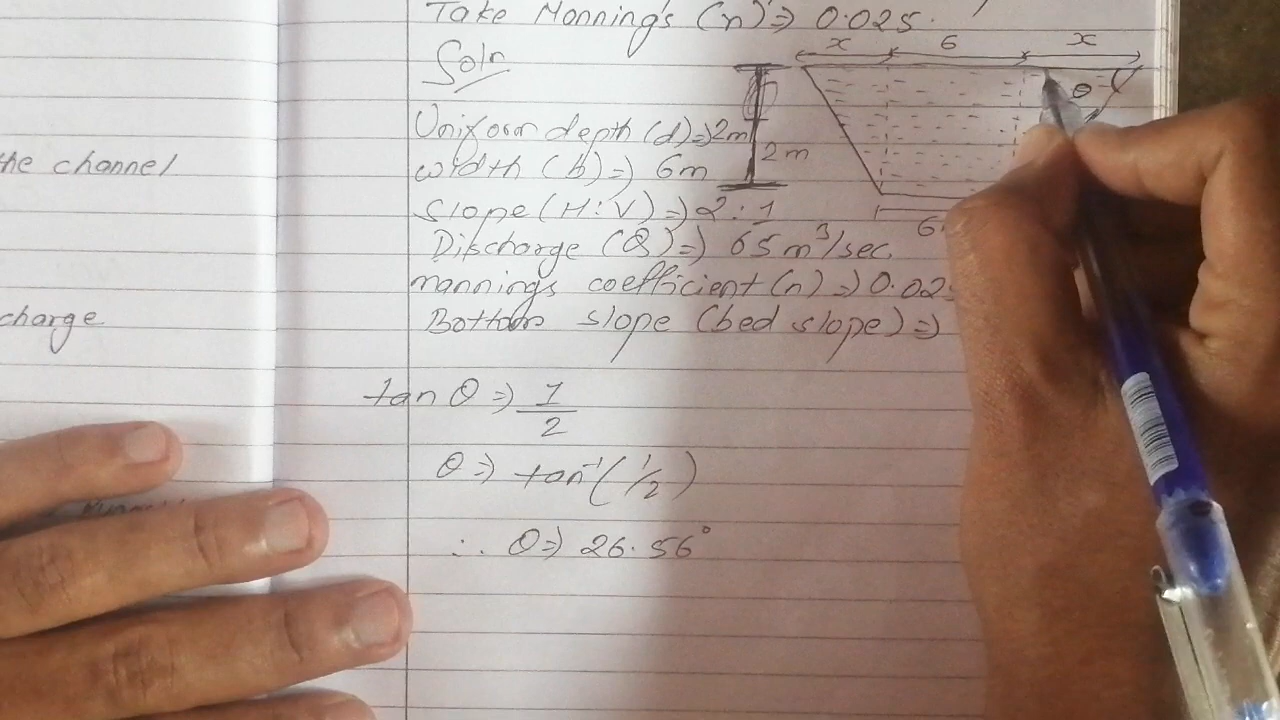 Take Monning's (n) => 0.025.
Soln
x 6 x
θ
Uniform depth (d) => 2m
2m
the channel
width (b) => 6m
slope (H:V) => 2:1
6
Discharge (Q) => 65 m³/sec
mannings coefficient (n) => 0.02
charge
Bottom slope (bed slope) =>
tan θ => 1/2
θ => tan⁻¹(1/2)
∴ θ => 26.56°